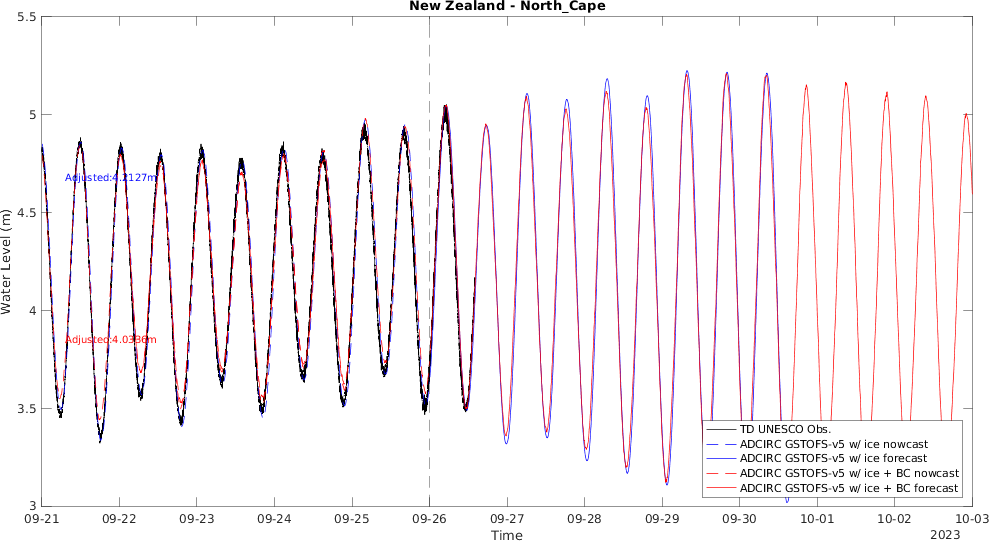 New Zealand - North_Cape
5.5
5
4.5
4
3.5
3
Water Level (m)
Adjusted:4.2127m
Adjusted:4.0336m
TD UNESCO Obs.
ADCIRC GSTOFS-v5 w/ ice nowcast
ADCIRC GSTOFS-v5 w/ ice forecast
ADCIRC GSTOFS-v5 w/ ice + BC nowcast
ADCIRC GSTOFS-v5 w/ ice + BC forecast
09-21 09-22 09-23 09-24 09-25 09-26 09-27 09-28 09-29 09-30 10-01 10-02 10-03
Time
2023